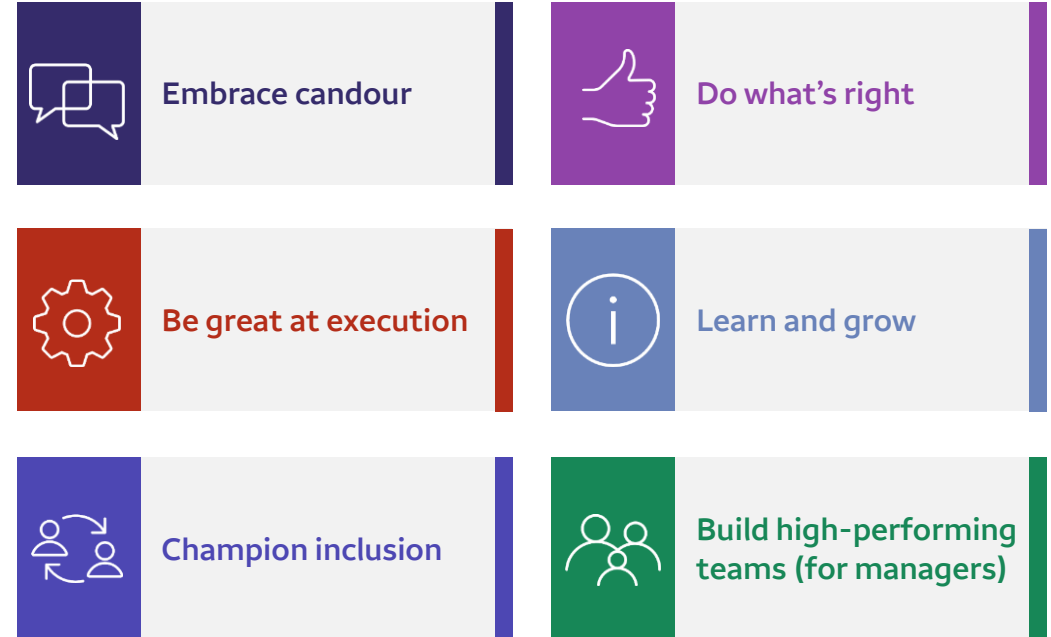 Embrace candour
Do what's right
Be great at execution
Learn and grow
Champion inclusion
Build high-performing
teams (for managers)